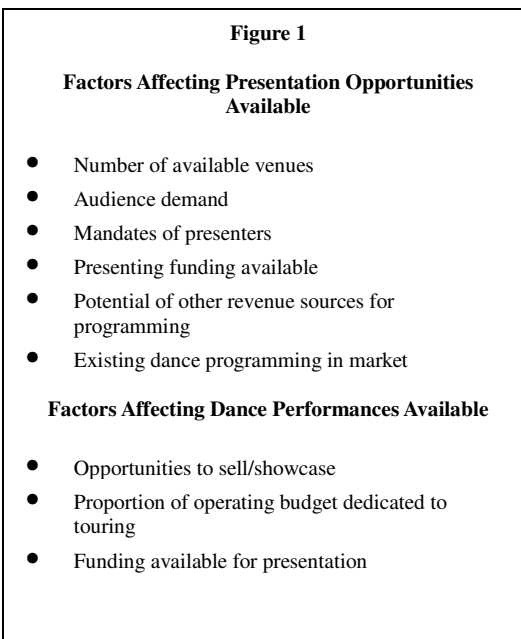 Figure 1
Factors Affecting Presentation Opportunities
Available
● Number of available venues
● Audience demand
● Mandates of presenters
● Presenting funding available
● Potential of other revenue sources for
programming
● Existing dance programming in market
Factors Affecting Dance Performances Available
● Opportunities to sell/showcase
● Proportion of operating budget dedicated to
touring
● Funding available for presentation